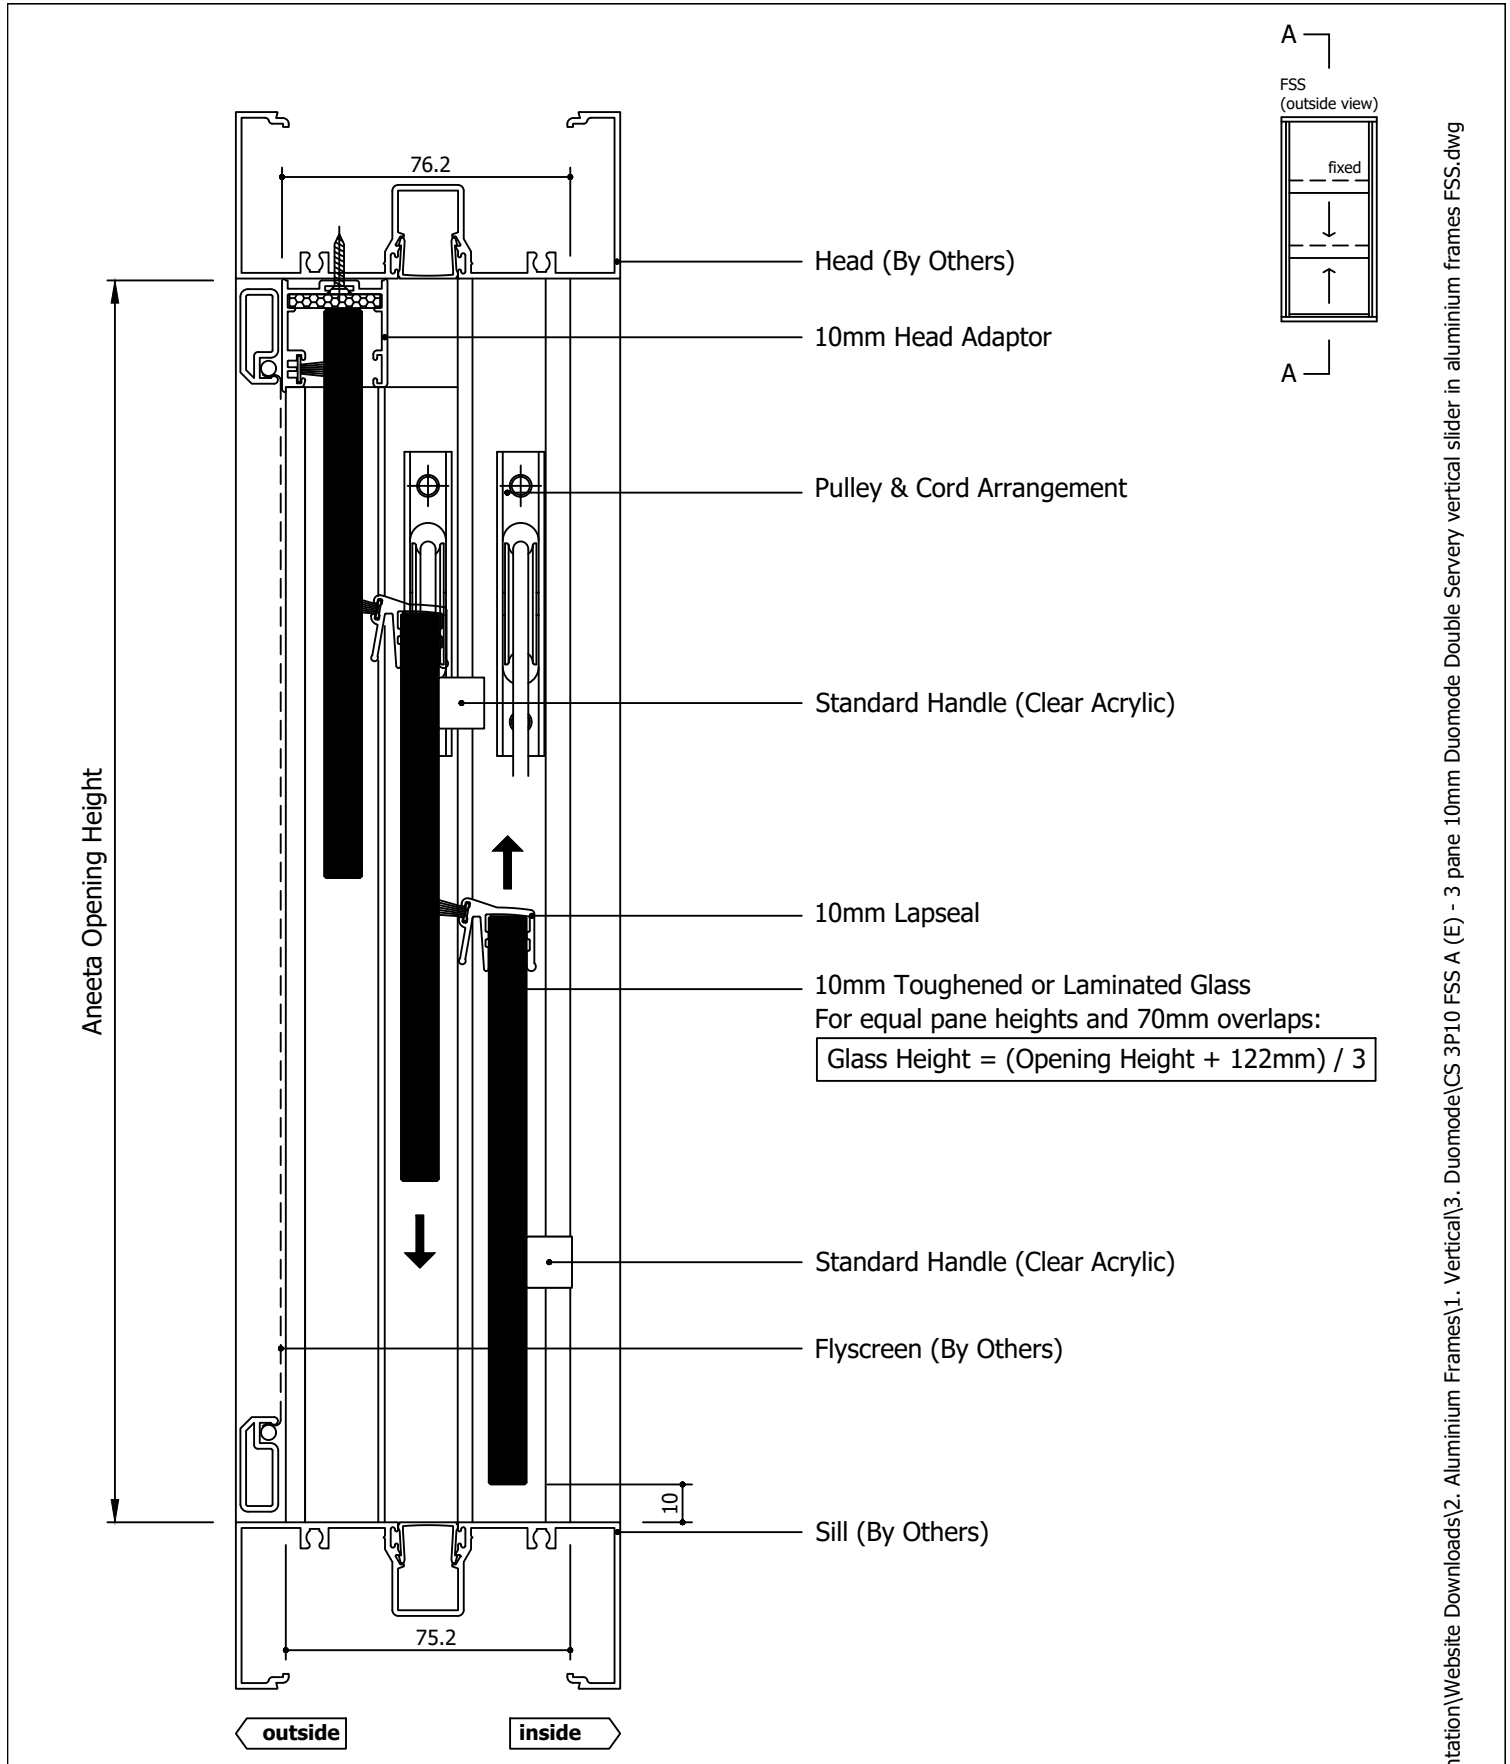 A
FSS
(outside view)
fixed
A
76.2
Head (By Others)
10mm Head Adaptor
Pulley & Cord Arrangement
Standard Handle (Clear Acrylic)
Aneeta Opening Height
10mm Lapseal
10mm Toughened or Laminated Glass
For equal pane heights and 70mm overlaps:
Glass Height = (Opening Height + 122mm) / 3
Standard Handle (Clear Acrylic)
Flyscreen (By Others)
10
Sill (By Others)
75.2
outside
inside
ntation\Website Downloads\2. Aluminium Frames\1. Vertical\3. Duomode\CS 3P10 FSS A (E) - 3 pane 10mm Duomode Double Servery vertical slider in aluminium frames FSS.dwg